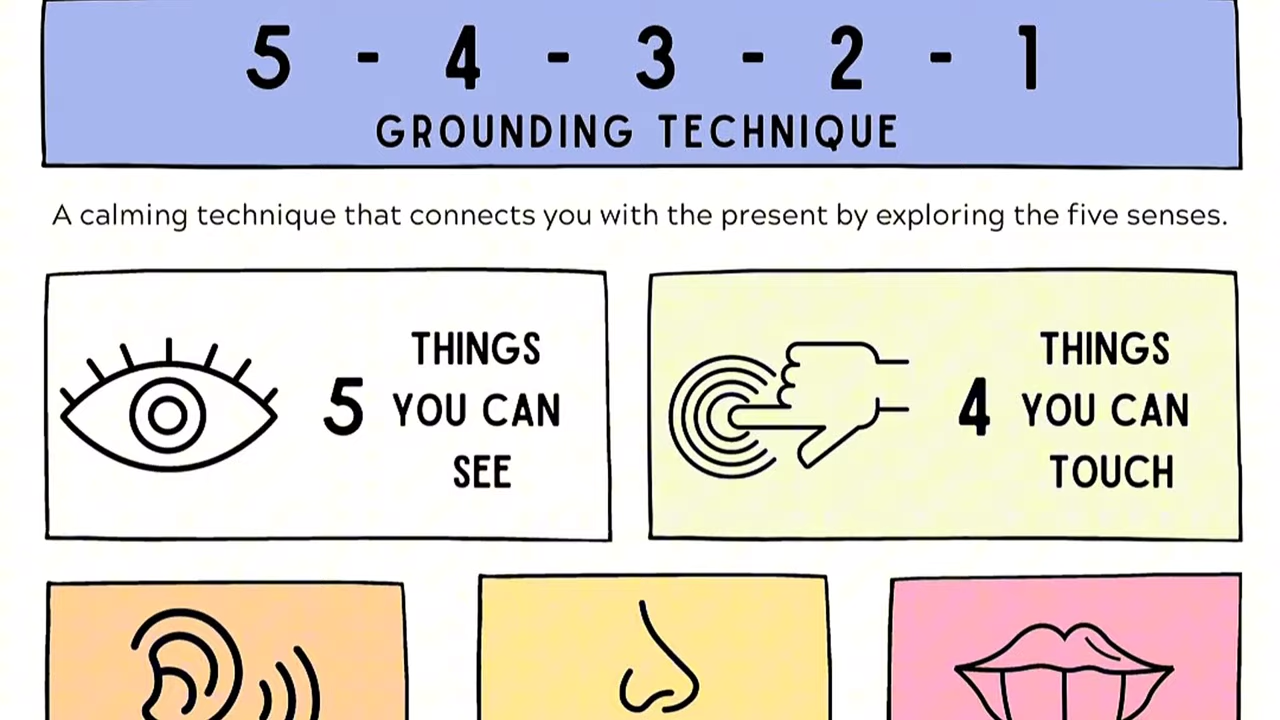 5 - 4 - 3 - 2 - 1
GROUNDING TECHNIQUE
A calming technique that connects you with the present by exploring the five senses.
5
THINGS
YOU CAN
SEE
4
THINGS
YOU CAN
TOUCH